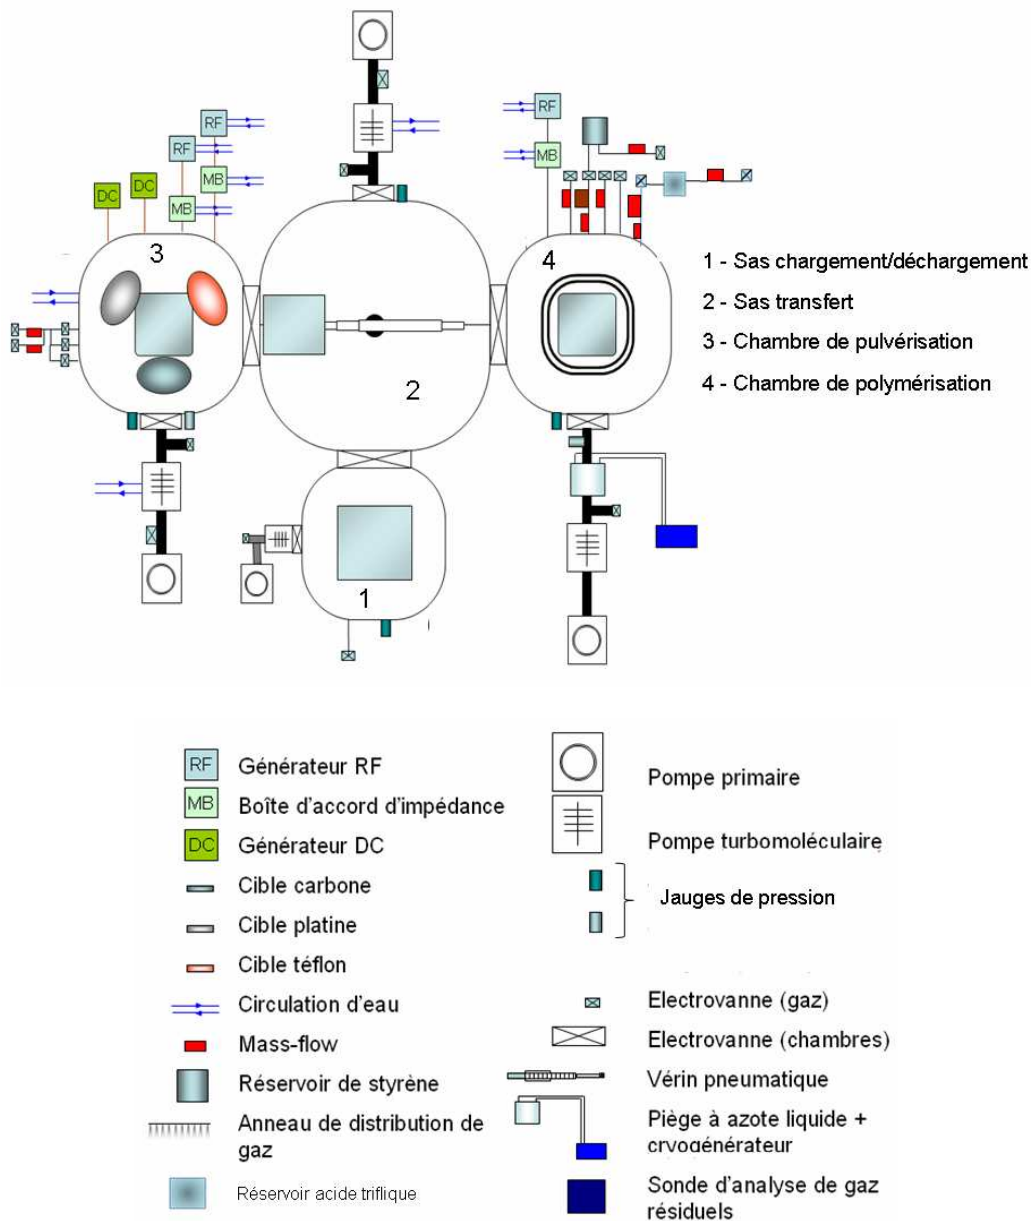 RF
RF
MB
DC
DC
MB
RF
MB
3
4
2
1
1 - Sas chargement/déchargement
2 - Sas transfert
3 - Chambre de pulvérisation
4 - Chambre de polymérisation
RF Générateur RF
MB Boîte d'accord d'impédance
DC Générateur DC
Cible carbone
Cible platine
Cible téflon
Circulation d'eau
Mass-flow
Réservoir de styrène
Anneau de distribution de
gaz
Réservoir acide triflique
Pompe primaire
Pompe turbomoléculaire
Jauges de pression
Electrovanne (gaz)
Electrovanne (chambres)
Vérin pneumatique
Piège à azote liquide +
cryogénérateur
Sonde d'analyse de gaz
résiduels